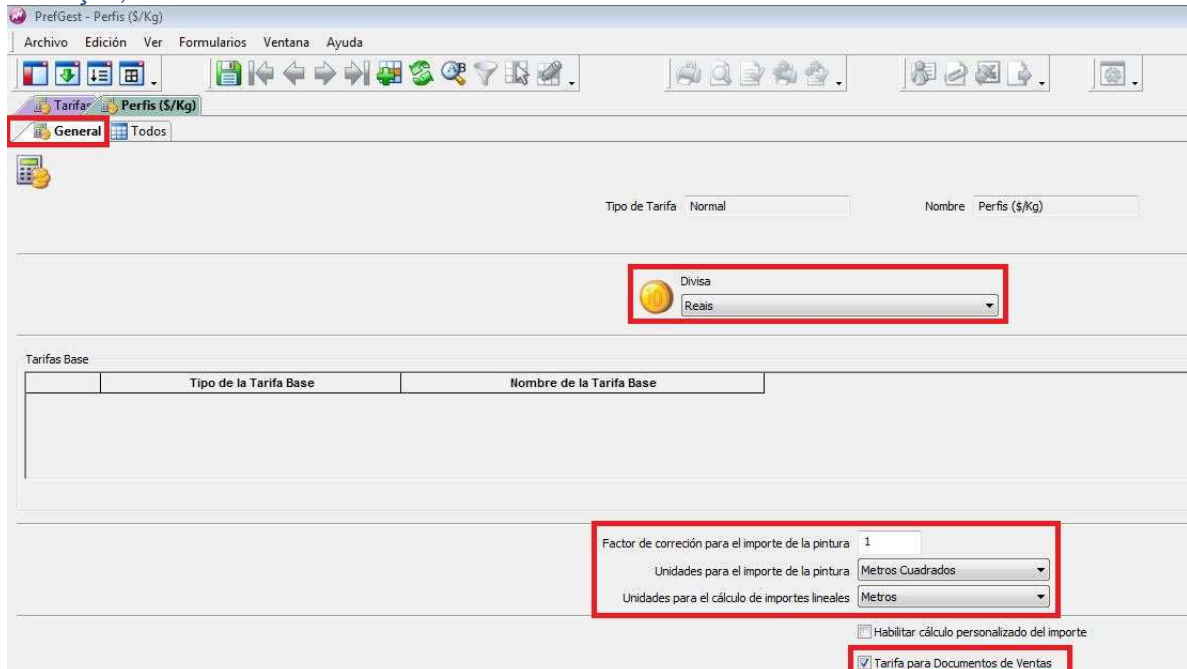 PrefGest - Perfis ($/Kg)
Archivo Edición Ver Formularios Ventana Ayuda
Tarifas Perfis ($/Kg)
General Todos
Tipo de Tarifa Normal Nombre Perfis ($/Kg)
Divisa
Reais
Tarifas Base
Tipo de la Tarifa Base Nombre de la Tarifa Base
Factor de correción para el importe de la pintura 1
Unidades para el importe de la pintura Metros Cuadrados
Unidades para el cálculo de importes lineales Metros
Habilitar cálculo personalizado del importe
Tarifa para Documentos de Ventas